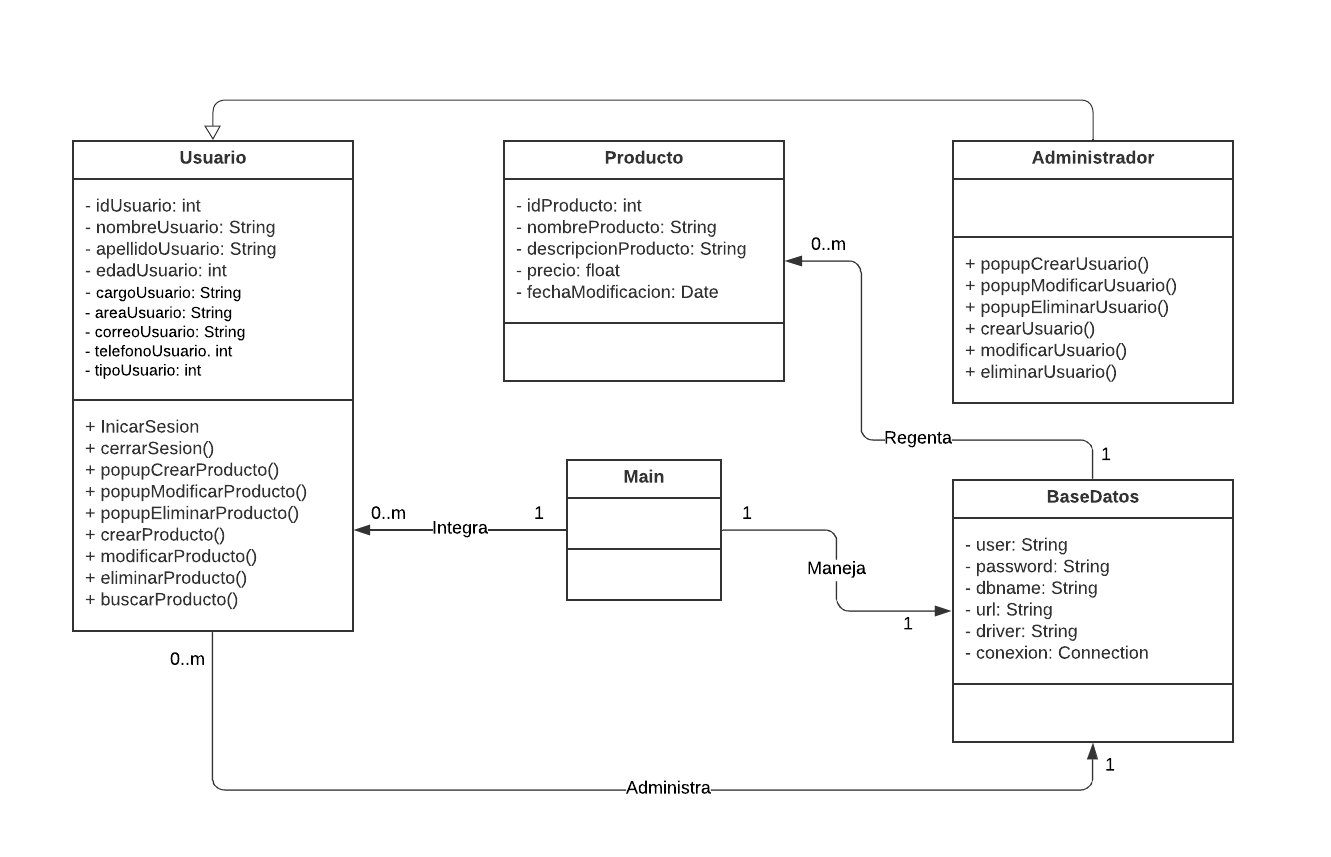 Usuario
- idUsuario: int
- nombreUsuario: String
- apellidoUsuario: String
- edadUsuario: int
- cargoUsuario: String
- areaUsuario: String
- correoUsuario: String
- telefonoUsuario. int
- tipoUsuario: int
+ InicarSesion
+ cerrarSesion()
+ popupCrearProducto()
+ popupModificarProducto()
+ popupEliminarProducto()
+ crearProducto()
+ modificarProducto()
+ eliminarProducto()
+ buscarProducto()
Producto
- idProducto: int
- nombreProducto: String
- descripcionProducto: String
- precio: float
- fechaModificacion: Date
Administrador
+ popupCrearUsuario()
+ popupModificarUsuario()
+ popupEliminarUsuario()
+ crearUsuario()
+ modificarUsuario()
+ eliminarUsuario()
0..m
Regenta
1
Main
0..m
Integra
1
1
Maneja
1
BaseDatos
- user: String
- password: String
- dbname: String
- url: String
- driver: String
- conexion: Connection
0..m
Administra
1